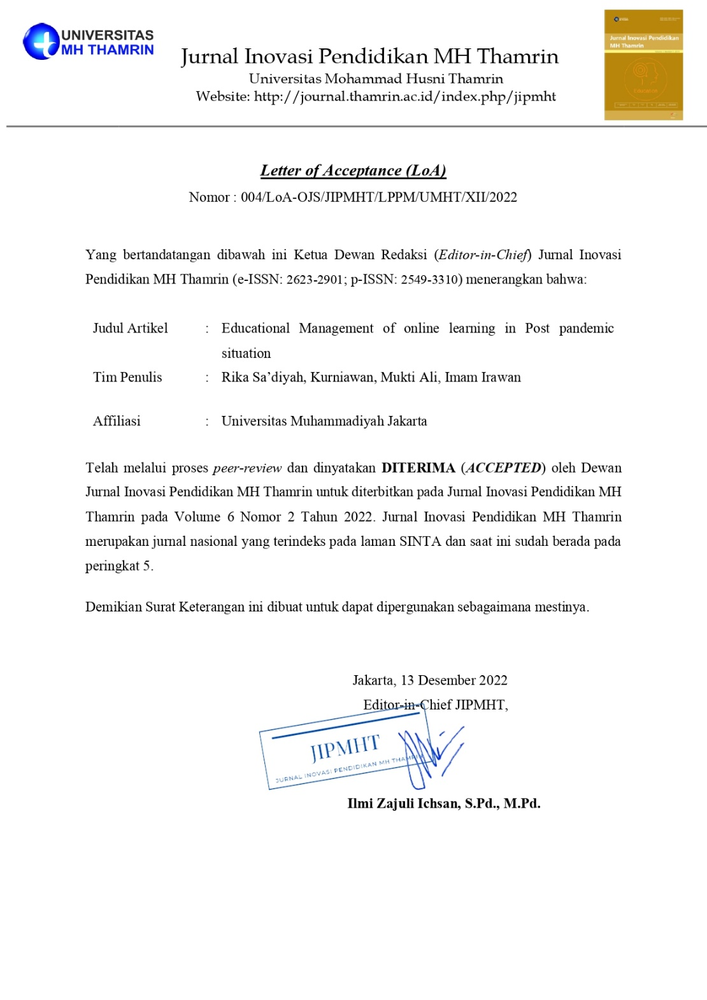 UNIVERSITAS
MH THAMRIN
Jurnal Inovasi Pendidikan MH Thamrin
Universitas Mohammad Husni Thamrin
Website: http://journal.thamrin.ac.id/index.php/jipmht
Jurnal Inovasi Pendidikan
MH Thamrin
Education
Letter of Acceptance (LoA)
Nomor : 004/LoA-OJS/JIPMHT/LPPM/UMHT/XII/2022
Yang bertandatangan dibawah ini Ketua Dewan Redaksi (Editor-in-Chief) Jurnal Inovasi
Pendidikan MH Thamrin (e-ISSN: 2623-2901; p-ISSN: 2549-3310) menerangkan bahwa:
Judul Artikel : Educational Management of online learning in Post pandemic
situation
Tim Penulis : Rika Sa’diyah, Kurniawan, Mukti Ali, Imam Irawan
Affiliasi : Universitas Muhammadiyah Jakarta
Telah melalui proses peer-review dan dinyatakan DITERIMA (ACCEPTED) oleh Dewan
Jurnal Inovasi Pendidikan MH Thamrin untuk diterbitkan pada Jurnal Inovasi Pendidikan MH
Thamrin pada Volume 6 Nomor 2 Tahun 2022. Jurnal Inovasi Pendidikan MH Thamrin
merupakan jurnal nasional yang terindeks pada laman SINTA dan saat ini sudah berada pada
peringkat 5.
Demikian Surat Keterangan ini dibuat untuk dapat dipergunakan sebagaimana mestinya.
Jakarta, 13 Desember 2022
Editor-in-Chief JIPMHT,
JIPMHT
JURNAL INOVASI PENDIDIKAN MH THAMRIN
Ilmi Zajuli Ichsan, S.Pd., M.Pd.